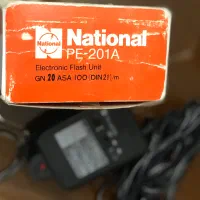 National
National
PE-201A
Electronic Flash Unit
GN 20 ASA 100 (DIN21) m